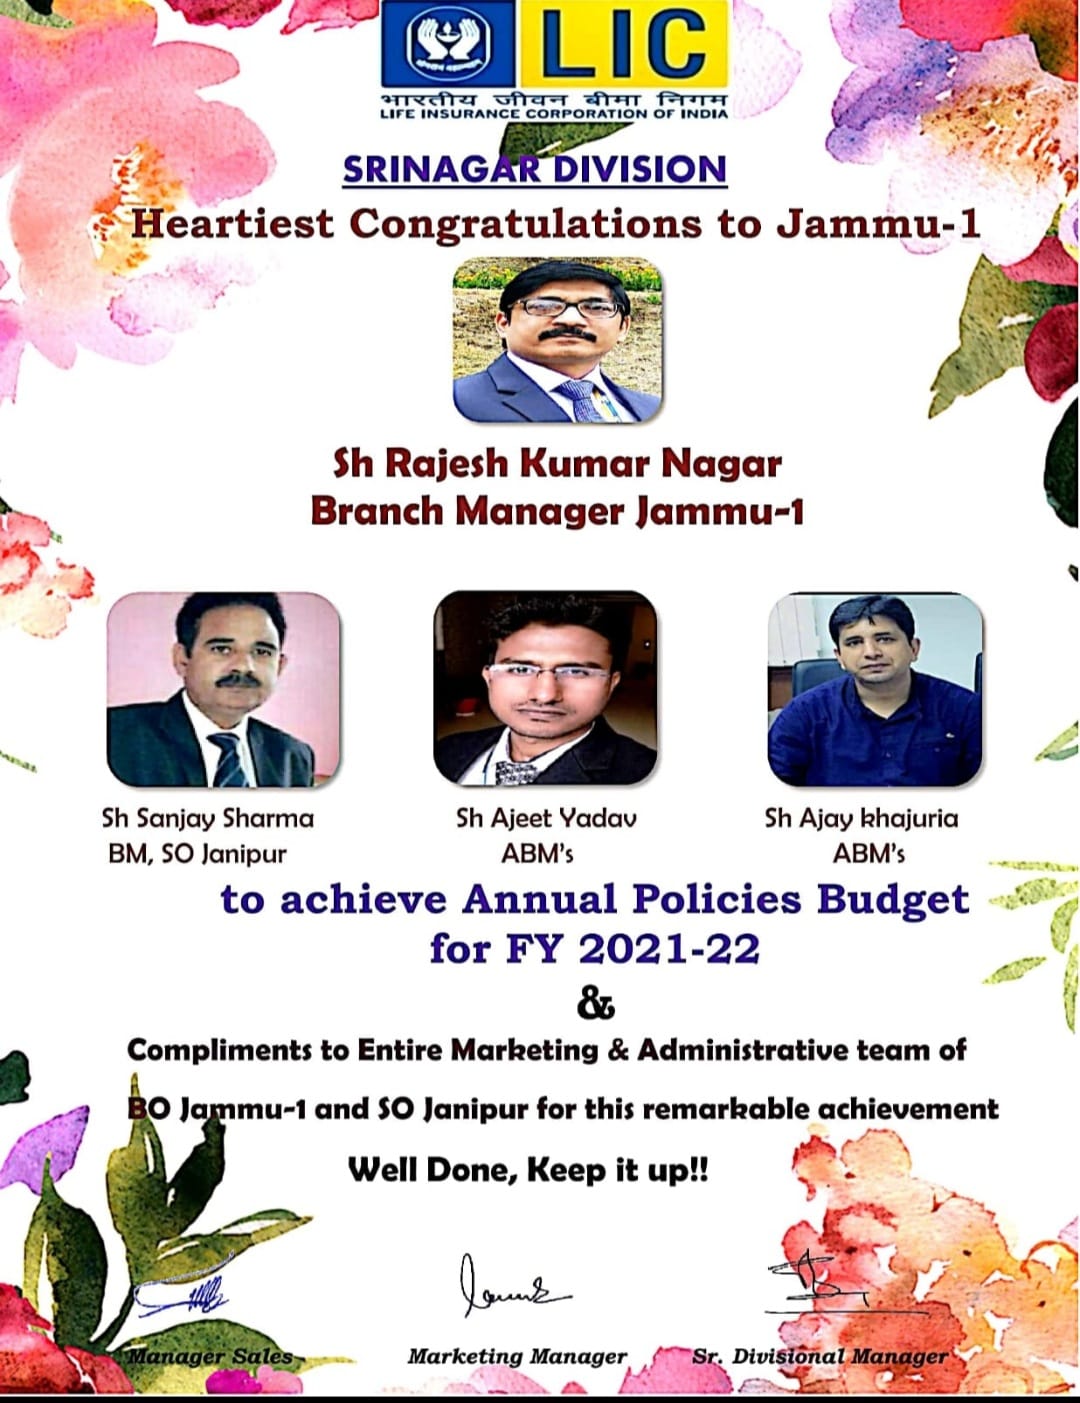 LIC
भारतीय जीवन बीमा निगम
LIFE INSURANCE CORPORATION OF INDIA
SRINAGAR DIVISION
Heartiest Congratulations to Jammu-1
Sh Rajesh Kumar Nagar
Branch Manager Jammu-1
Sh Sanjay Sharma
BM, SO Janipur
Sh Ajeet Yadav
ABM's
Sh Ajay khajuria
ABM's
to achieve Annual Policies Budget
for FY 2021-22
&
Compliments to Entire Marketing & Administrative team of
BO Jammu-1 and SO Janipur for this remarkable achievement
Well Done, Keep it up!!
Manager Sales
Marketing Manager
Sr. Divisional Manager